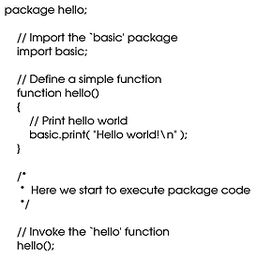 package hello;
// Import the `basic' package
import basic;
// Define a simple function
function hello()
{
// Print hello world
basic.print( "Hello world!\n" );
}
/*
* Here we start to execute package code
*/
// Invoke the `hello' function
hello();